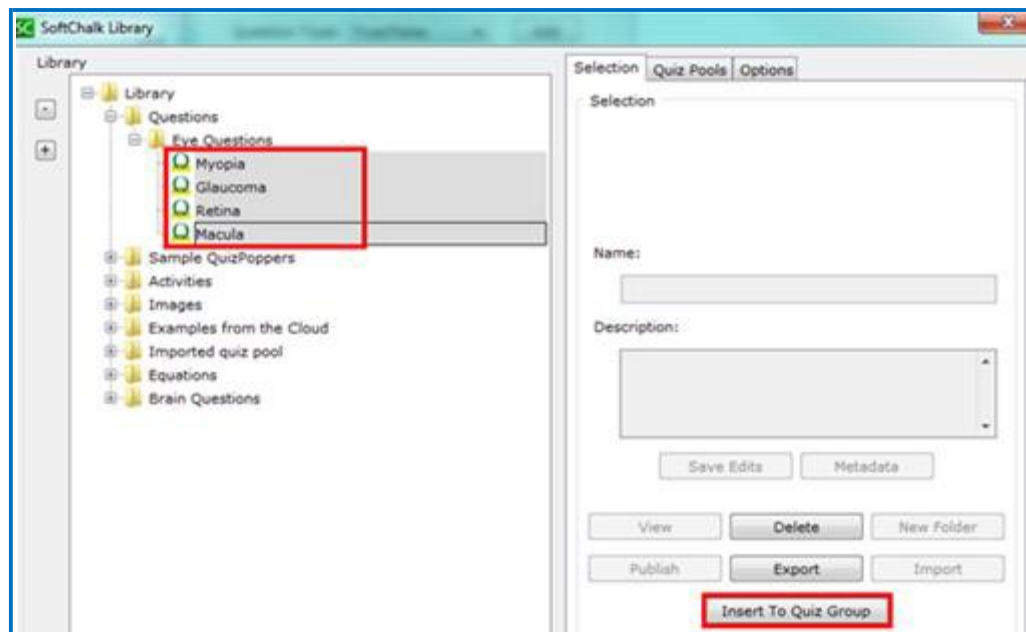 SC SoftChalk Library
Library
Library
Questions
Eye Questions
Myopia
Glaucoma
Retina
Macula
Sample QuizPoppers
Activities
Images
Examples from the Cloud
Imported quiz pool
Equations
Brain Questions
Selection Quiz Pools Options
Selection
Name:
Description:
Save Edits Metadata
View Delete New Folder
Publish Export Import
Insert To Quiz Group